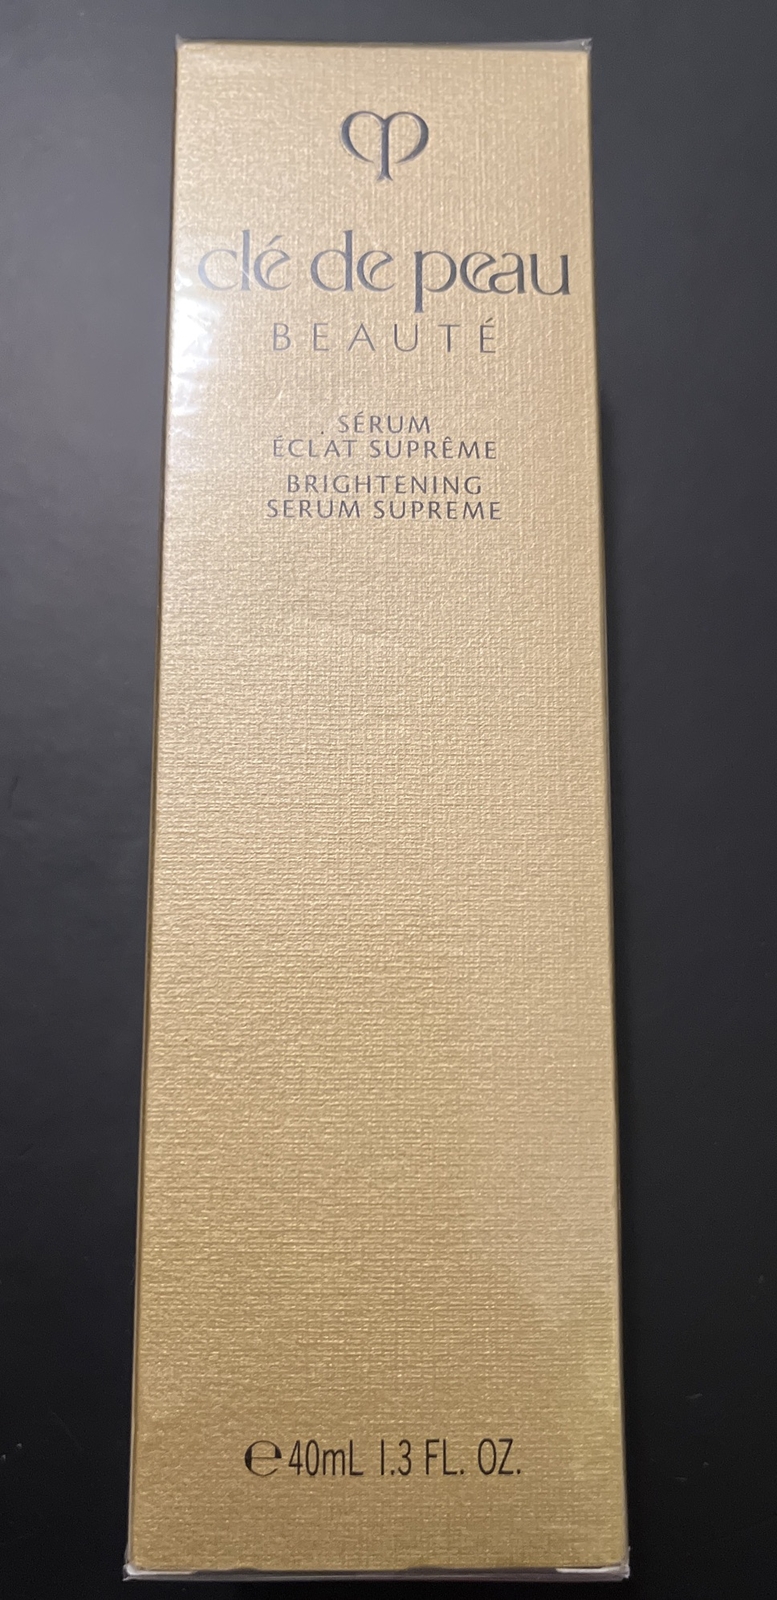 clé de peau
BEAUTÉ
SÉRUM
ÉCLAT SUPRÊME
BRIGHTENING
SERUM SUPREME
℮40mL 1.3 FL. OZ.